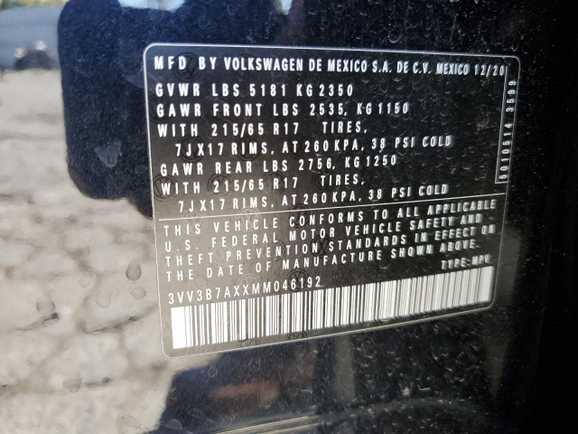 MFD BY VOLKSWAGEN DE MEXICO S.A. DE C.V. MEXICO 12/20
GVWR LBS 5181 KG 2350
GAWR FRONT LBS 2535, KG 1150
WITH 215/65 R17 TIRES,
7JX17 RIMS, AT 260 KPA, 38 PSI COLD
GAWR REAR LBS 2756, KG 1250
WITH 215/65 R17 TIRES,
7JX17 RIMS, AT 260 KPA, 38 PSI COLD
THIS VEHICLE CONFORMS TO ALL APPLICABLE
U.S. FEDERAL MOTOR VEHICLE SAFETY AND
THEFT PREVENTION STANDARDS IN EFFECT ON
THE DATE OF MANUFACTURE SHOWN ABOVE.
TYPE:MPV
3VV3B7AXXMM046192
6010514 3599